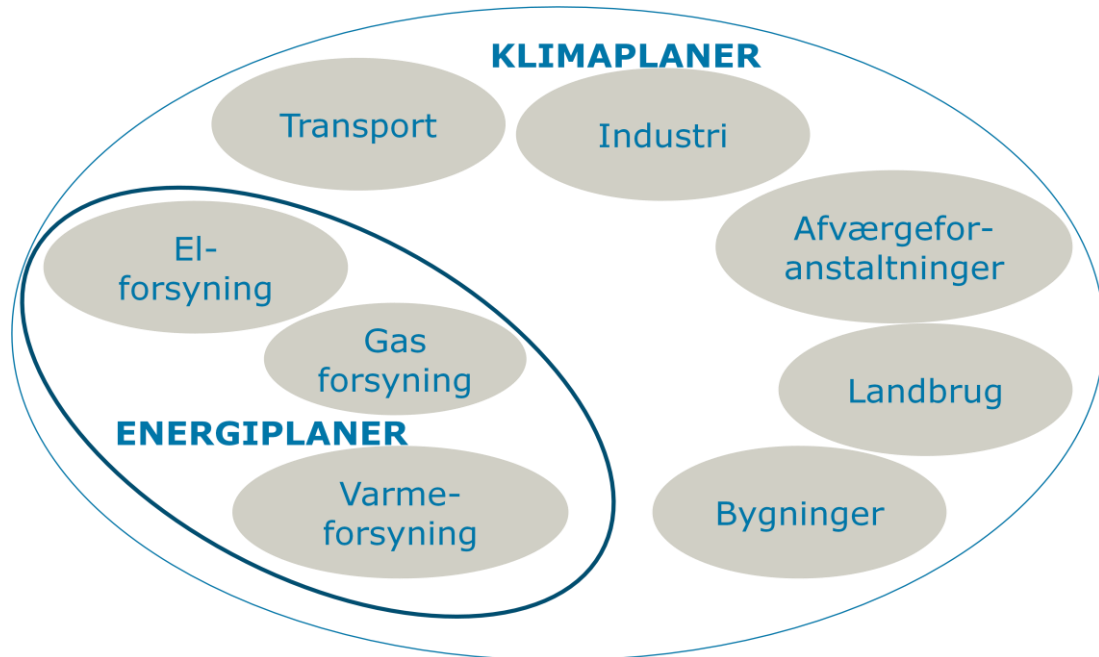 KLIMAPLANER
Transport
Industri
El-
forsyning
Afværgefor-
anstaltninger
Gas
forsyning
Landbrug
ENERGIPLANER
Varme-
forsyning
Bygninger